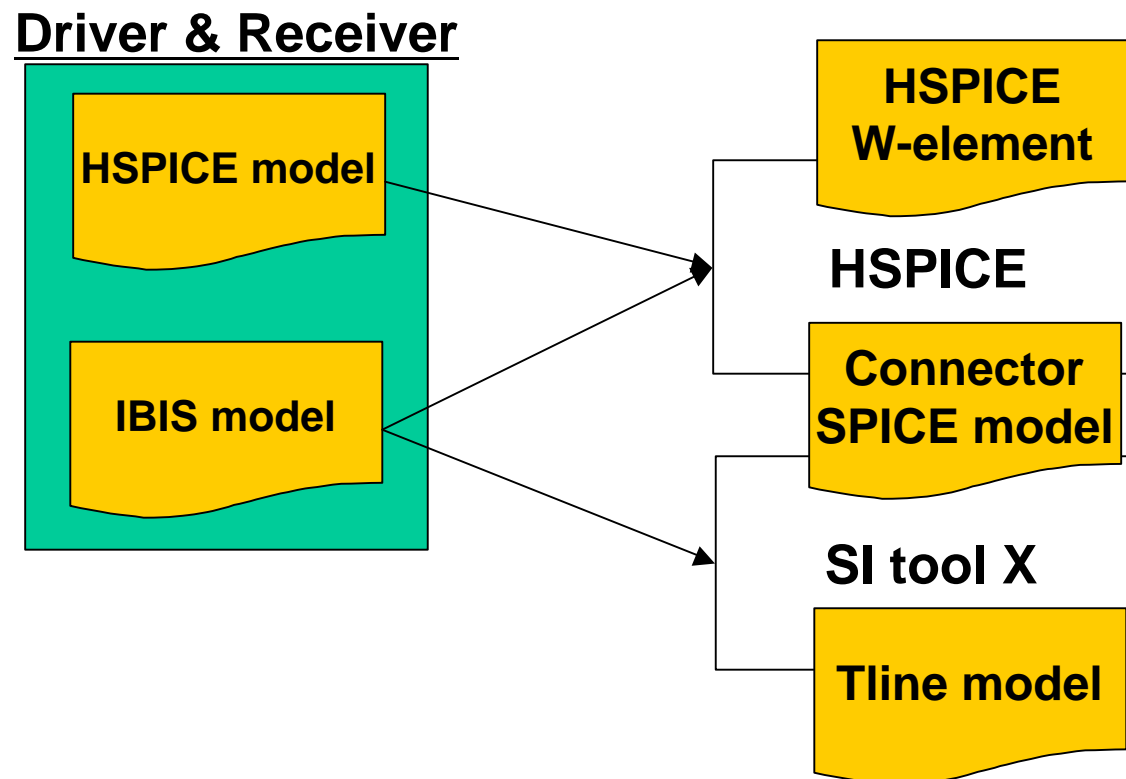 Driver & Receiver
HSPICE model
IBIS model
HSPICE
W-element
HSPICE
Connector
SPICE model
SI tool X
Tline model